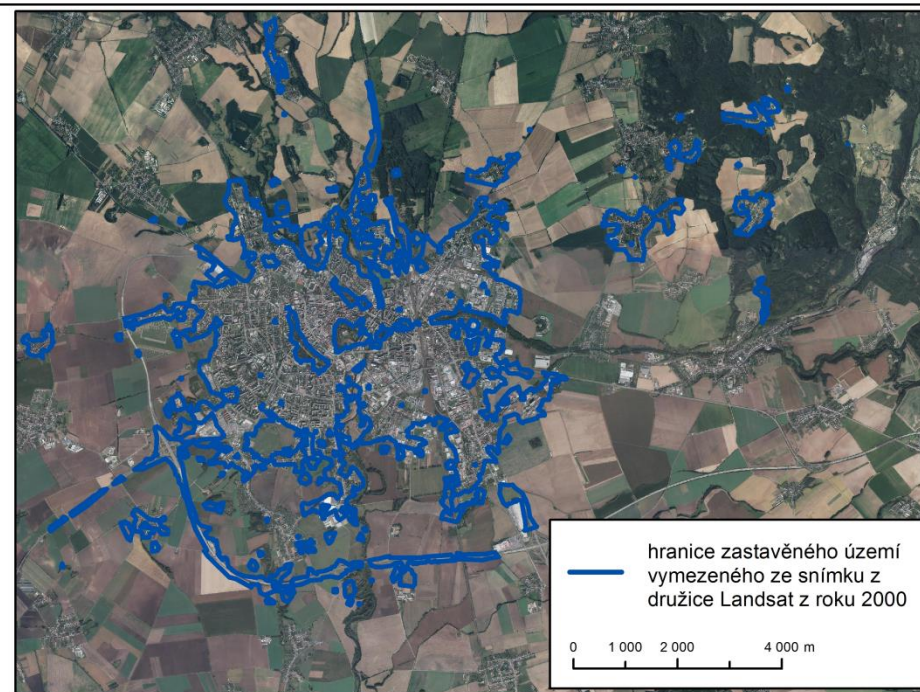 hranice zastavěného území
vymezeného ze snímku z
družice Landsat z roku 2000
0 1 000 2 000 4 000 m